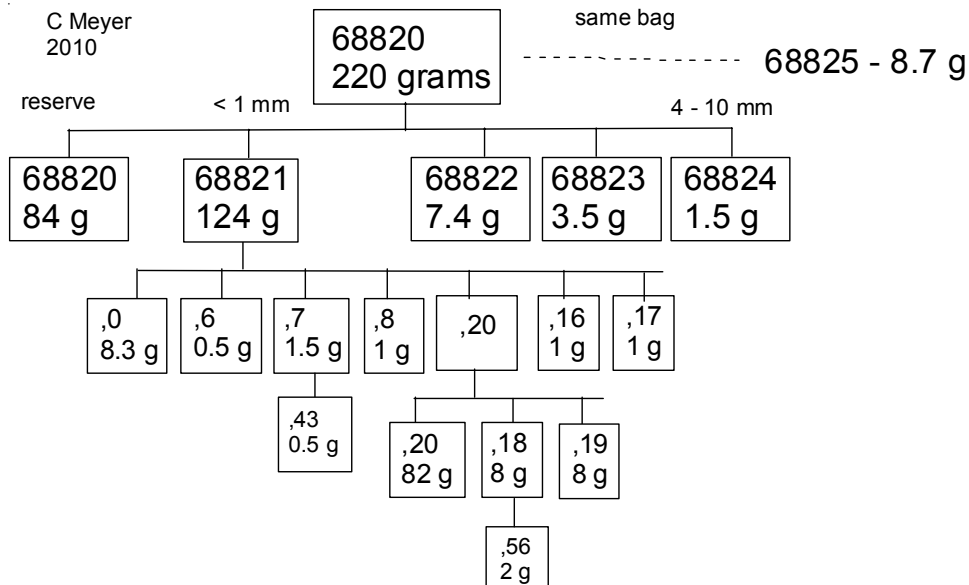 C Meyer
2010
68820
220 grams
same bag
68825 - 8.7 g
reserve
< 1 mm
4 - 10 mm
68820
84 g
68821
124 g
68822
7.4 g
68823
3.5 g
68824
1.5 g
,0
8.3 g
,6
0.5 g
,7
1.5 g
,8
1 g
,20
,16
1 g
,17
1 g
,43
0.5 g
,20
82 g
,18
8 g
,19
8 g
,56
2 g